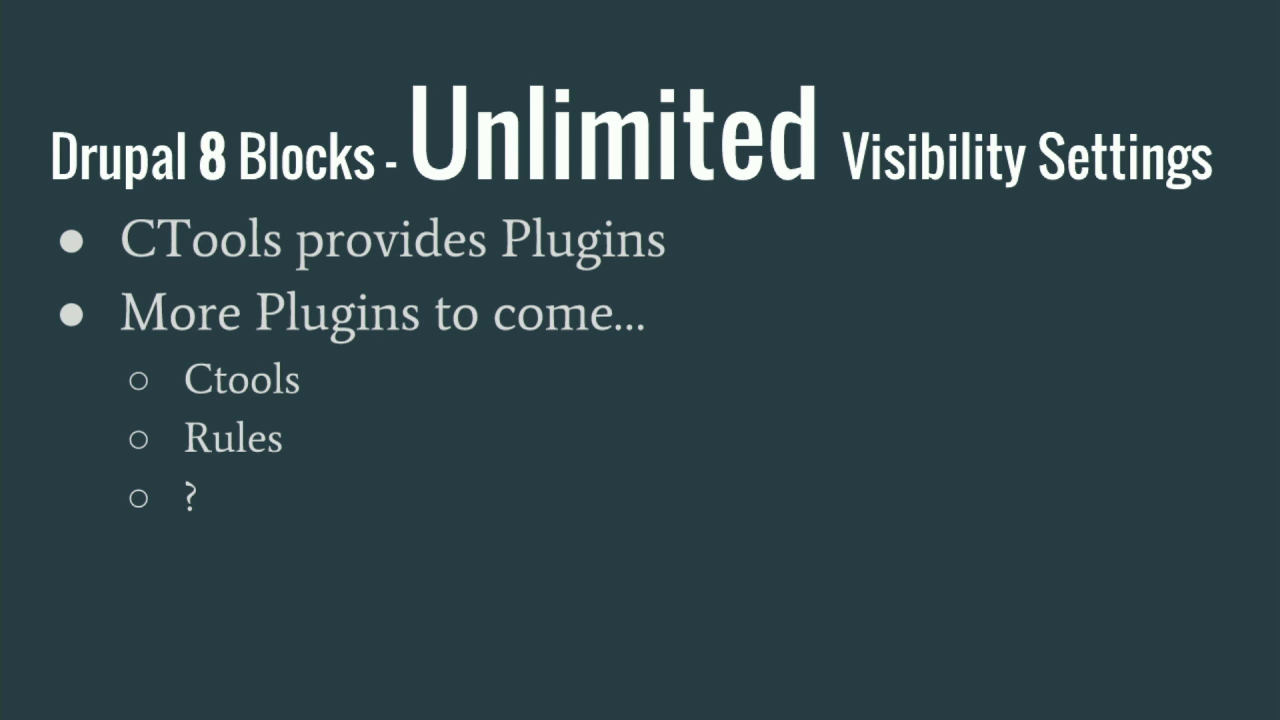 Drupal 8 Blocks - Unlimited Visibility Settings
● CTools provides Plugins
● More Plugins to come...
○ Ctools
○ Rules
○ ?